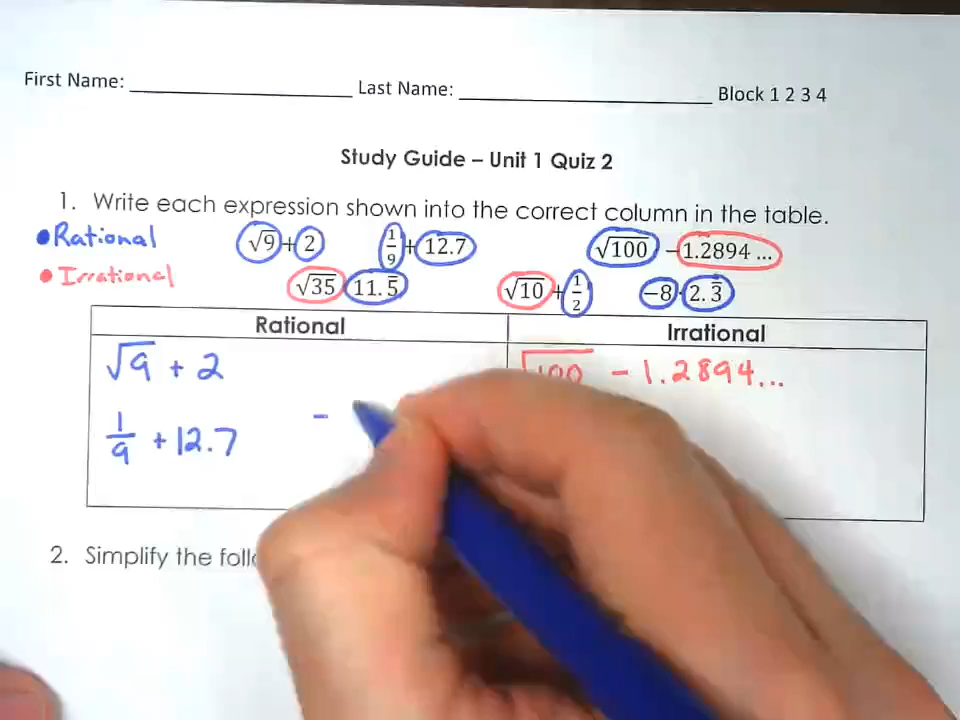 First Name: ____________ Last Name: ____________ Block 1 2 3 4
Study Guide – Unit 1 Quiz 2
1. Write each expression shown into the correct column in the table.
• Rational √9 + 2 1/9 + 12.7 √100 − 1.2894 ...
• Irrational √35 · 11.5̅ √10 + 1/2 −8 · 2.3̅
Rational Irrational
√9 + 2 √100 − 1.2894...
1/9 + 12.7 −
2. Simplify the